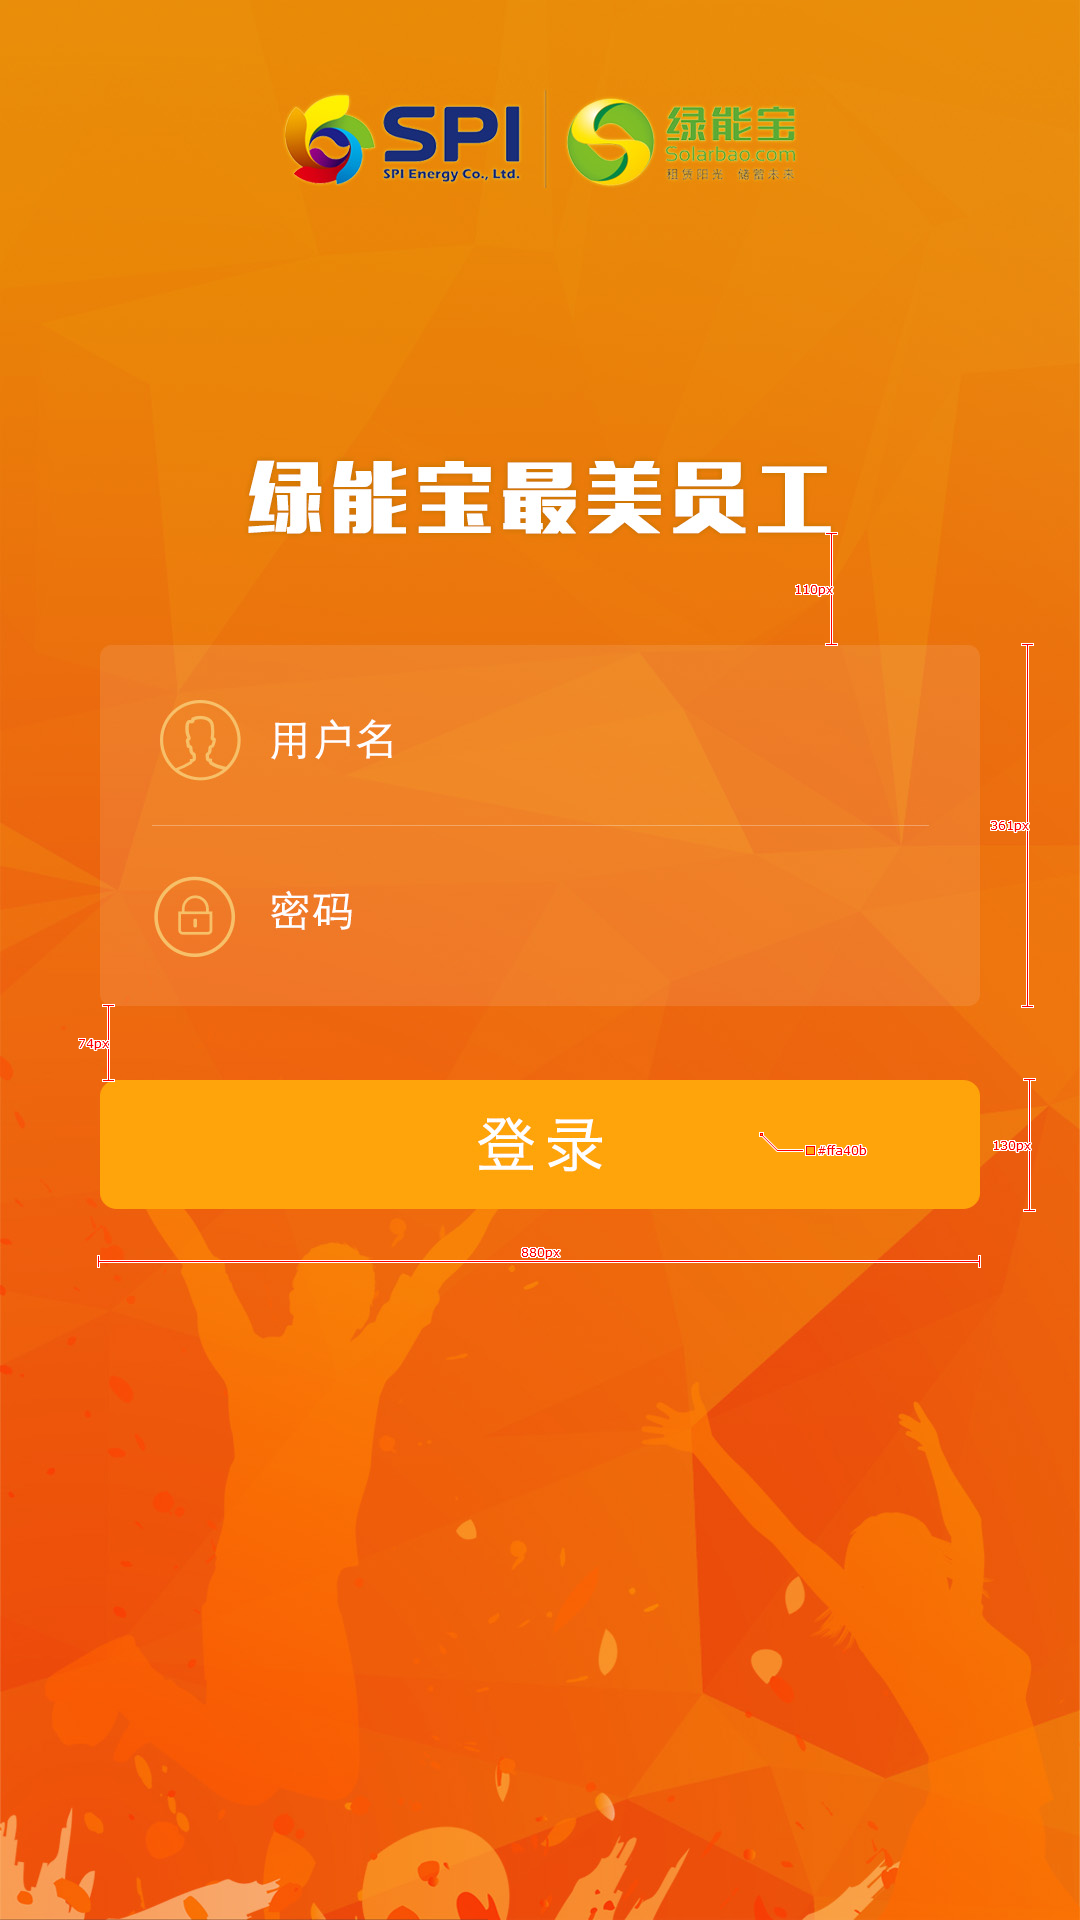 SPI
SPI Energy Co., Ltd.
绿能宝
Solarbao.com
租赁阳光 储蓄未来
绿能宝最美员工
110px
用户名
361px
密码
74px
登录
#ffa40b
130px
880px